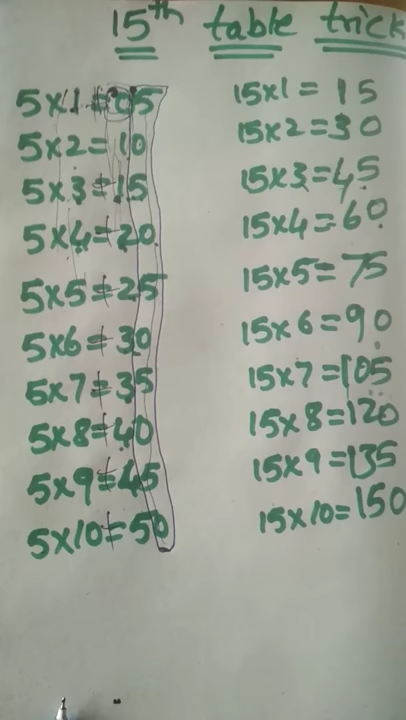 15th table trick
5x1=05 15x1= 15
5x2=10 15x2=30
5x3=15 15x3=45
5x4=20 15x4=60
5x5=25 15x5=75
5x6=30 15x6=90
5x7=35 15x7=105
5x8=40 15x8=120
5x9=45 15x9=135
5x10=50 15x10=150